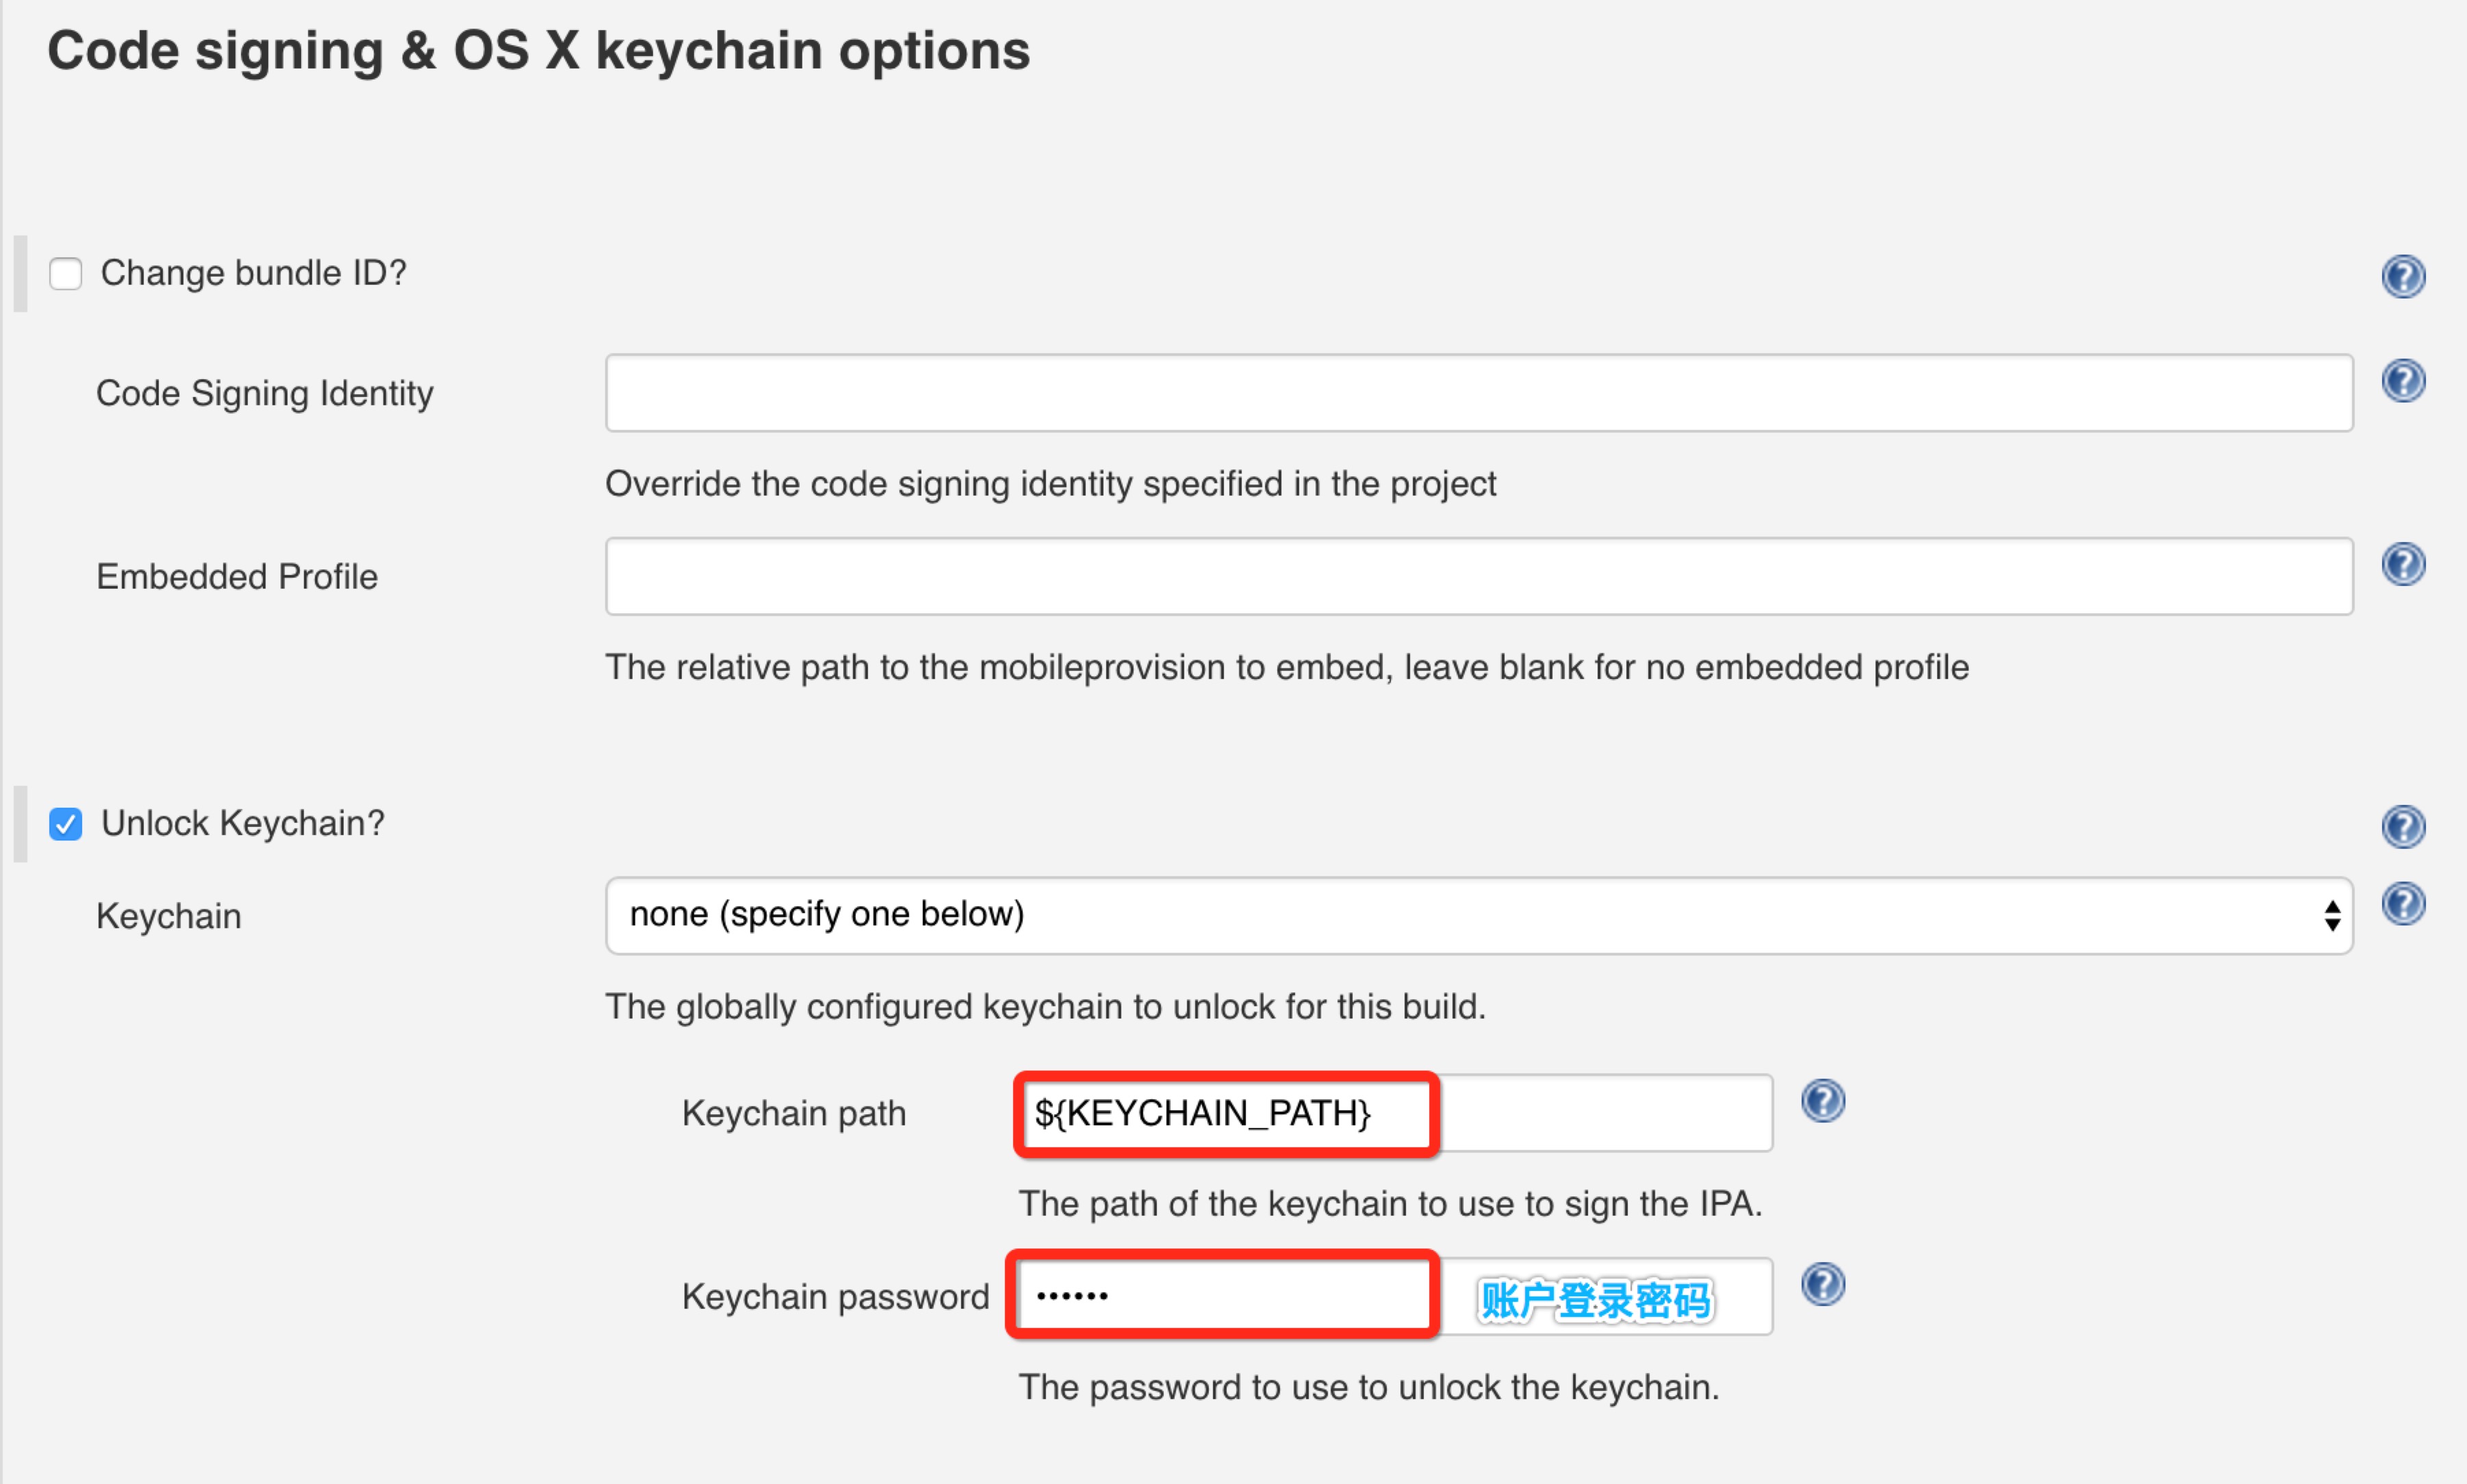 Code signing & OS X keychain options
Change bundle ID?
Code Signing Identity
Override the code signing identity specified in the project
Embedded Profile
The relative path to the mobileprovision to embed, leave blank for no embedded profile
Unlock Keychain?
Keychain
none (specify one below)
The globally configured keychain to unlock for this build.
Keychain path
${KEYCHAIN_PATH}
The path of the keychain to use to sign the IPA.
Keychain password
••••••
账户登录密码
The password to use to unlock the keychain.